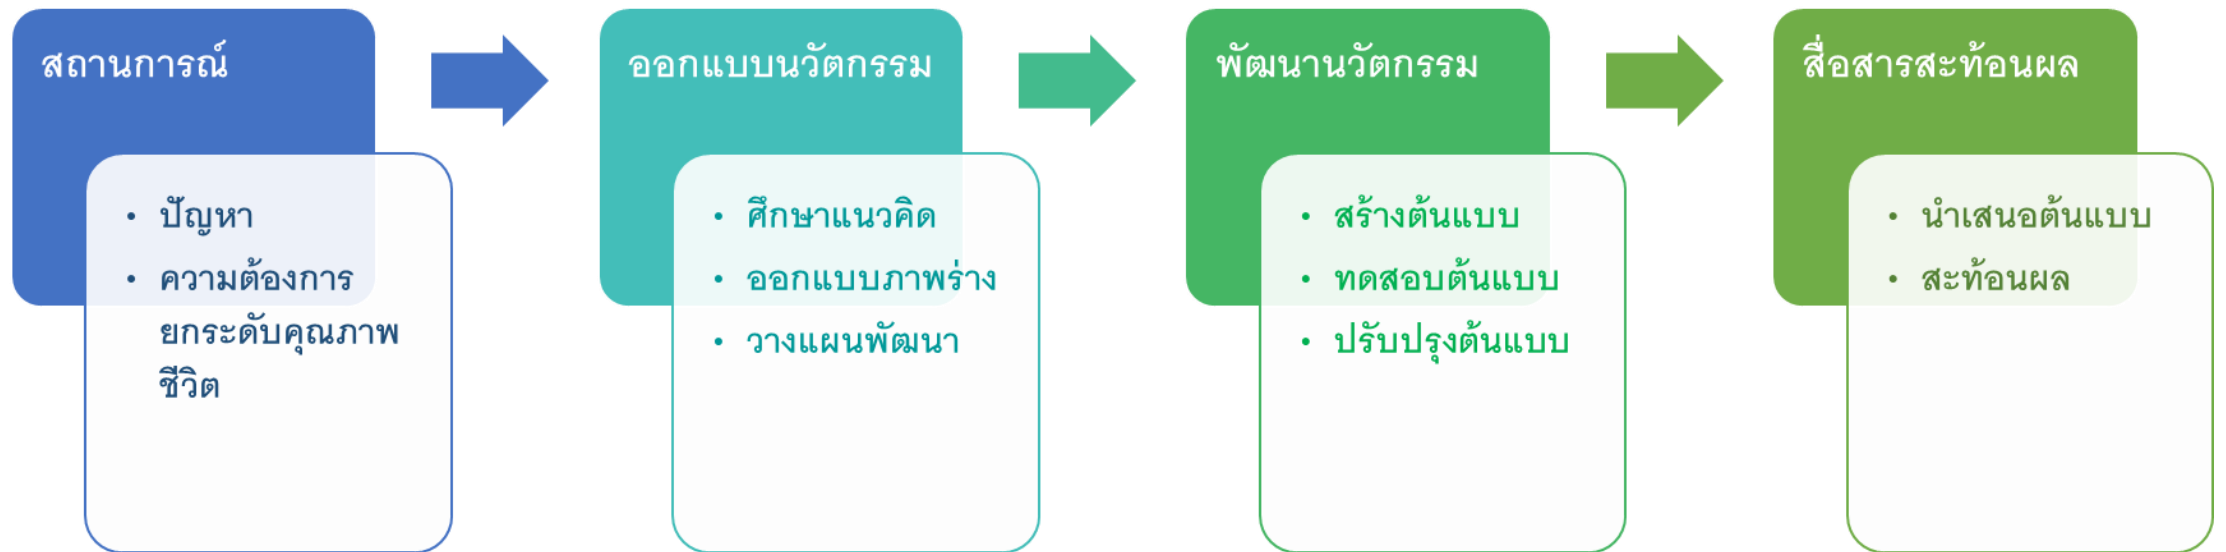 สถานการณ์
• ปัญหา
• ความต้องการ
ยกระดับคุณภาพ
ชีวิต
ออกแบบนวัตกรรม
• ศึกษาแนวคิด
• ออกแบบภาพร่าง
• วางแผนพัฒนา
พัฒนานวัตกรรม
• สร้างต้นแบบ
• ทดสอบต้นแบบ
• ปรับปรุงต้นแบบ
สื่อสารสะท้อนผล
• นำเสนอต้นแบบ
• สะท้อนผล